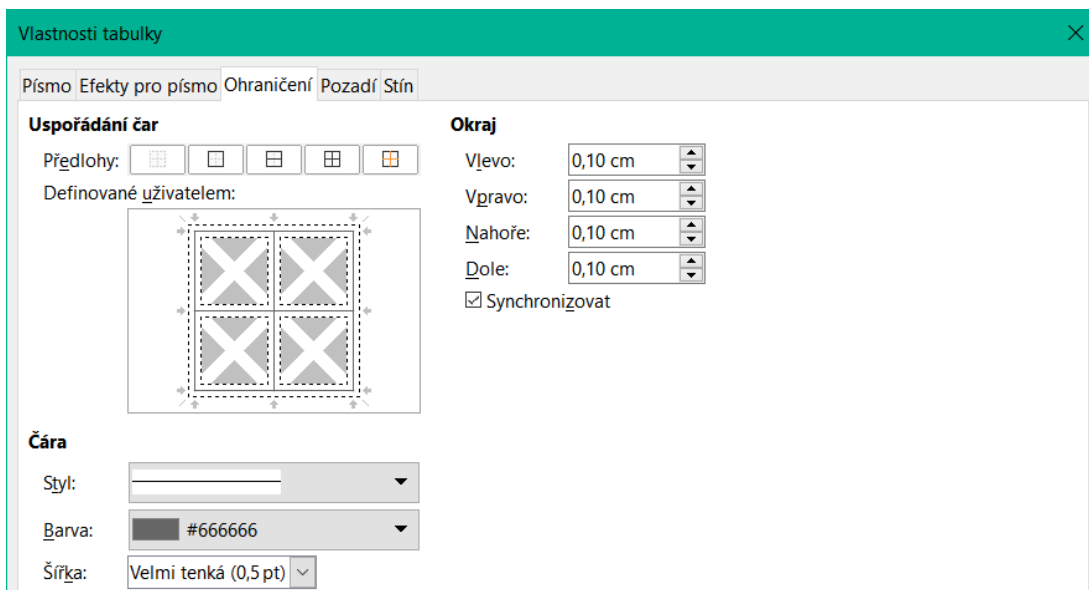 Vlastnosti tabulky
Písmo Efekty pro písmo Ohraničení Pozadí Stín
Uspořádání čar
Předlohy:
Definované uživatelem:
Okraj
Vlevo: 0,10 cm
Vpravo: 0,10 cm
Nahoře: 0,10 cm
Dole: 0,10 cm
Synchronizovat
Čára
Styl:
Barva: #666666
Šířka: Velmi tenká (0,5 pt)